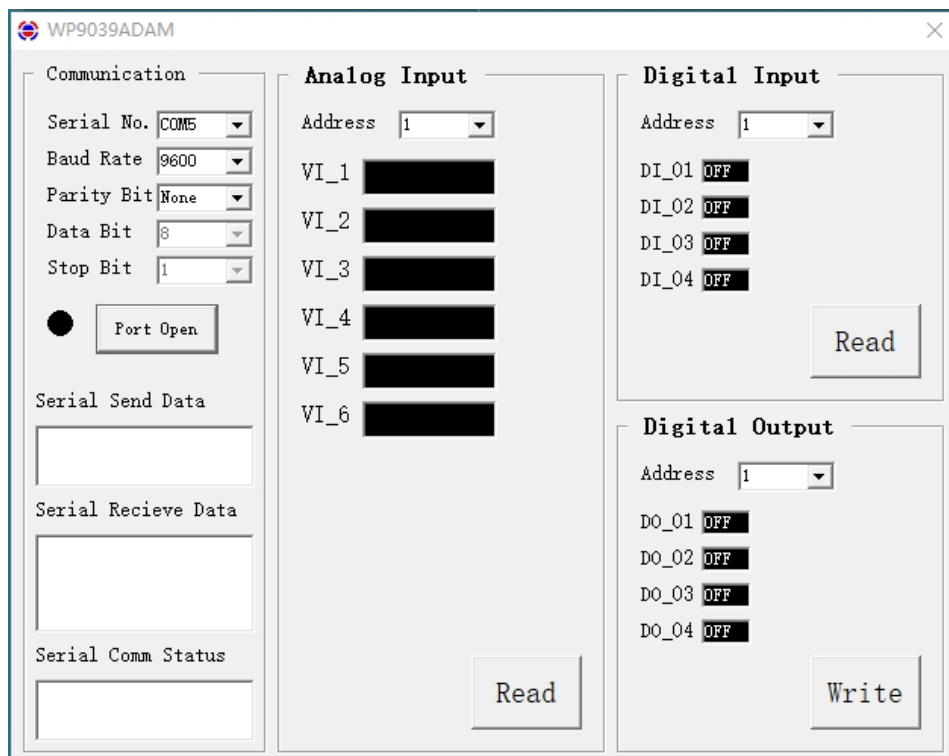 WP9039ADAM
Communication
Serial No. COM5
Baud Rate 9600
Parity Bit None
Data Bit 8
Stop Bit 1
Port Open
Serial Send Data
Serial Recieve Data
Serial Comm Status
Analog Input
Address 1
VI_1
VI_2
VI_3
VI_4
VI_5
VI_6
Read
Digital Input
Address 1
DI_01 OFF
DI_02 OFF
DI_03 OFF
DI_04 OFF
Read
Digital Output
Address 1
DO_01 OFF
DO_02 OFF
DO_03 OFF
DO_04 OFF
Write